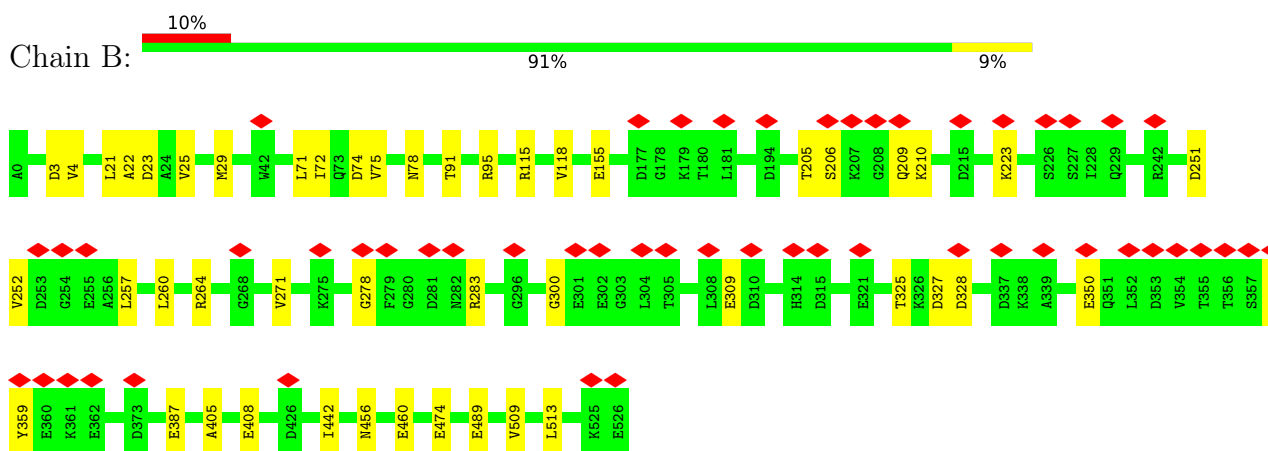 10%
Chain B:
91% 9%
A0 D3 V4 L21 A22 D23 A24 V25 M29 W42 L71 I72 Q73 D74 V75 N78 T91 R95 R115 V118 E155 D177 G178 K179 T180 L181 D194 T205 S206 K207 G208 Q209 K210 D215 K223 S226 S227 I228 Q229 R242 D251
V252 D253 G254 E255 A256 L257 L260 R264 G268 V271 K275 G278 F279 G280 D281 N282 R283 G296 G300 E301 E302 G303 L304 T305 L308 E309 D310 H314 D315 E321 T325 K326 D327 D328 D337 K338 A339 E350 Q351 L352 D353 V354 T355 T356 S357
Y359 E360 K361 E362 D373 E387 A405 E408 D426 I442 N456 E460 E474 E489 V509 L513 K525 E526